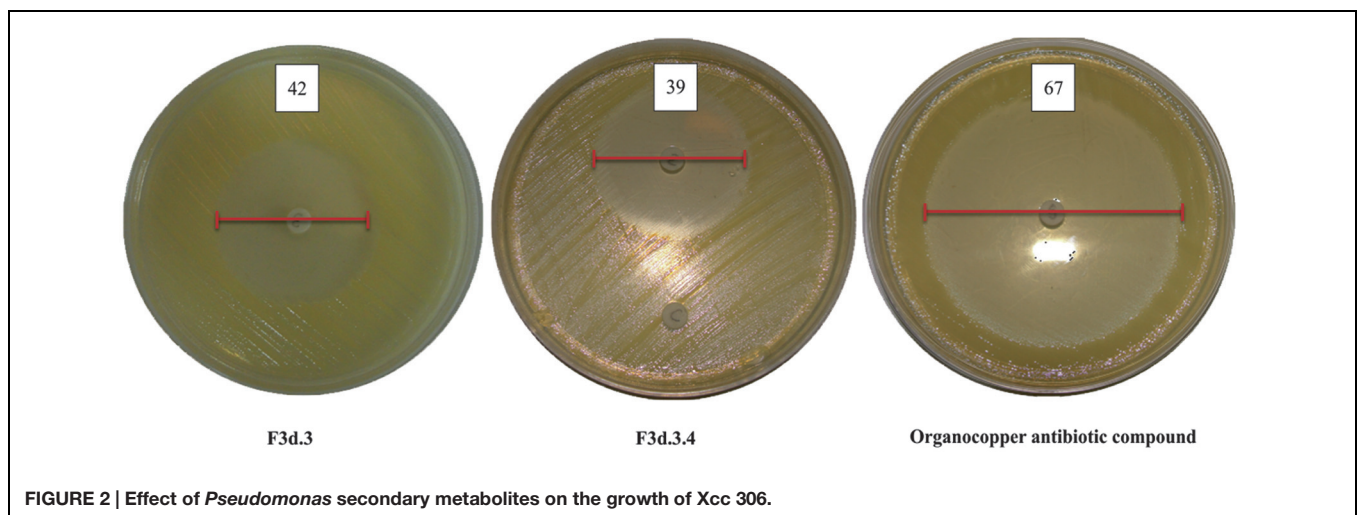 42
39
67
C
F3d.3
F3d.3.4
Organocopper antibiotic compound
FIGURE 2 | Effect of Pseudomonas secondary metabolites on the growth of Xcc 306.